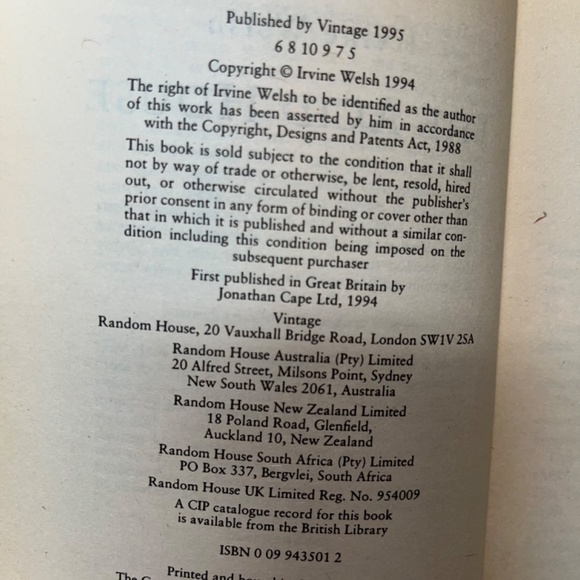 Published by Vintage 1995
6 8 10 9 7 5
Copyright © Irvine Welsh 1994
The right of Irvine Welsh to be identified as the author
of this work has been asserted by him in accordance
with the Copyright, Designs and Patents Act, 1988
This book is sold subject to the condition that it shall
not by way of trade or otherwise, be lent, resold, hired
out, or otherwise circulated without the publisher's
prior consent in any form of binding or cover other than
that in which it is published and without a similar con-
dition including this condition being imposed on the
subsequent purchaser
First published in Great Britain by
Jonathan Cape Ltd, 1994
Vintage
Random House, 20 Vauxhall Bridge Road, London SW1V 2SA
Random House Australia (Pty) Limited
20 Alfred Street, Milsons Point, Sydney
New South Wales 2061, Australia
Random House New Zealand Limited
18 Poland Road, Glenfield,
Auckland 10, New Zealand
Random House South Africa (Pty) Limited
PO Box 337, Bergvlei, South Africa
Random House UK Limited Reg. No. 954009
A CIP catalogue record for this book
is available from the British Library
ISBN 0 09 943501 2
Printed and
The